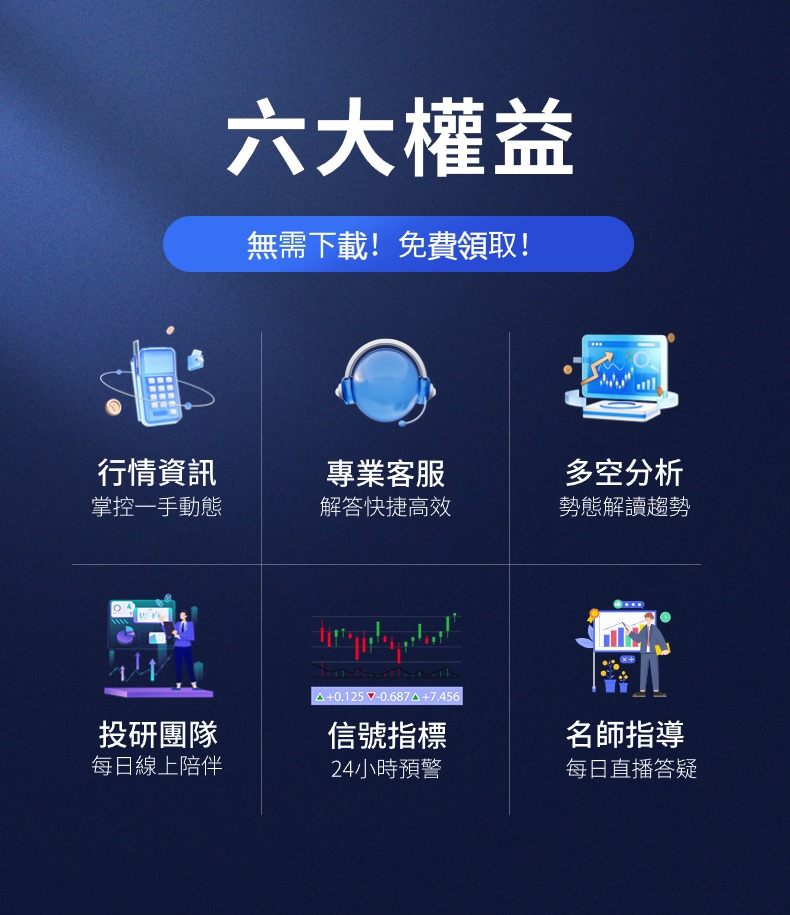 六大權益
無需下載！免費領取！
行情資訊
掌控一手動態
專業客服
解答快捷高效
多空分析
勢態解讀趨勢
▲+0.125 ▼-0.687 ▲+7.456
投研團隊
每日線上陪伴
信號指標
24小時預警
名師指導
每日直播答疑